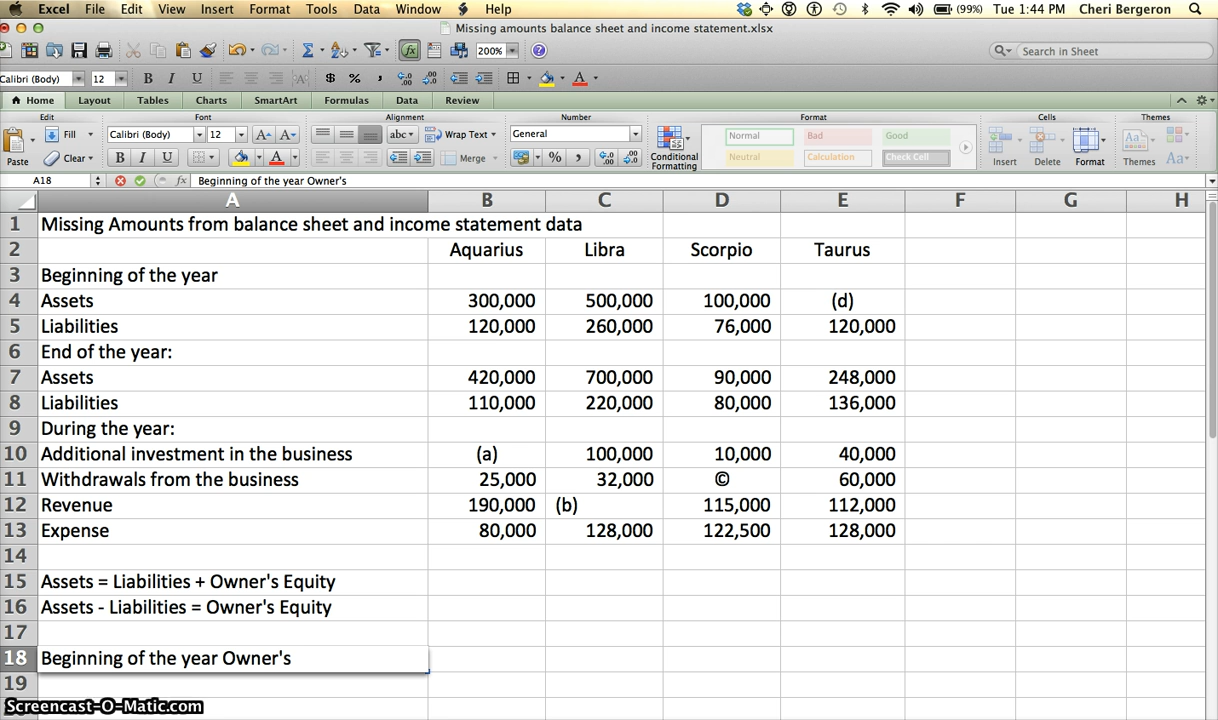 Excel File Edit View Insert Format Tools Data Window Help (99%) Tue 1:44 PM Cheri Bergeron
Missing amounts balance sheet and income statement.xlsx
200% Search in Sheet
Calibri (Body) 12 B I U $ % ,
Home Layout Tables Charts SmartArt Formulas Data Review
Edit Font Alignment Number Format Cells Themes
Fill Calibri (Body) 12 A A abc Wrap Text General Normal Bad Good
Paste Clear B I U A Merge % , Conditional Formatting Neutral Calculation Check Cell Insert Delete Format Themes Aa
A18 fx Beginning of the year Owner's
A B C D E F G H
1 Missing Amounts from balance sheet and income statement data
2 Aquarius Libra Scorpio Taurus
3 Beginning of the year
4 Assets 300,000 500,000 100,000 (d)
5 Liabilities 120,000 260,000 76,000 120,000
6 End of the year:
7 Assets 420,000 700,000 90,000 248,000
8 Liabilities 110,000 220,000 80,000 136,000
9 During the year:
10 Additional investment in the business (a) 100,000 10,000 40,000
11 Withdrawals from the business 25,000 32,000 © 60,000
12 Revenue 190,000 (b) 115,000 112,000
13 Expense 80,000 128,000 122,500 128,000
14
15 Assets = Liabilities + Owner's Equity
16 Assets - Liabilities = Owner's Equity
17
18 Beginning of the year Owner's
19
Screencast-O-Matic.com